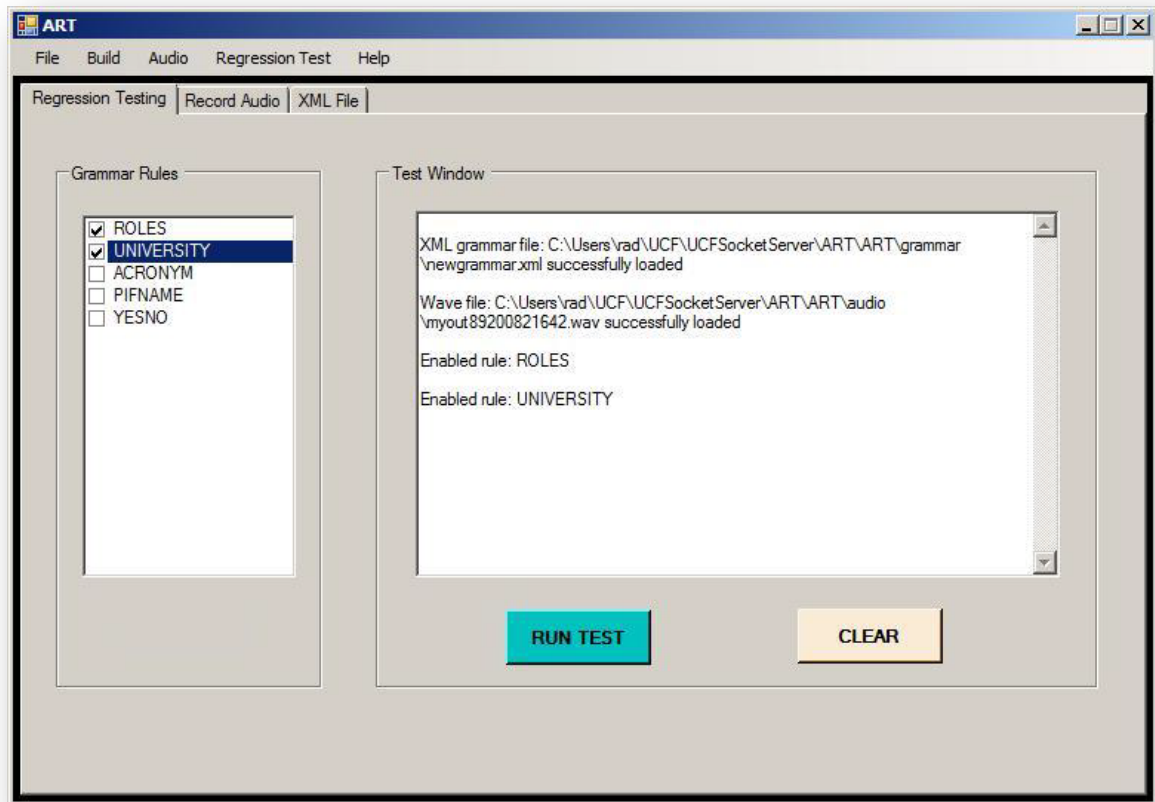 ART
File Build Audio Regression Test Help
Regression Testing Record Audio XML File
Grammar Rules
ROLES
UNIVERSITY
ACRONYM
PIFNAME
YESNO
Test Window
XML grammar file: C:\Users\rad\UCF\UCFSocketServer\ART\ART\grammar
\newgrammar.xml successfully loaded
Wave file: C:\Users\rad\UCF\UCFSocketServer\ART\ART\audio
\myout89200821642.wav successfully loaded
Enabled rule: ROLES
Enabled rule: UNIVERSITY
RUN TEST
CLEAR